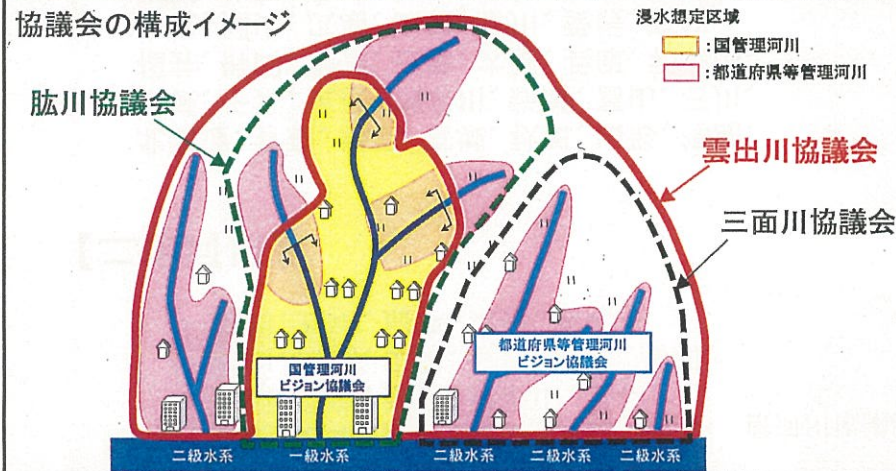 協議会の構成イメージ
浸水想定区域
:国管理河川
:都道府県等管理河川
肱川協議会
雲出川協議会
三面川協議会
国管理河川
ビジョン協議会
都道府県等管理河川
ビジョン協議会
二級水系
一級水系
二級水系
二級水系
二級水系